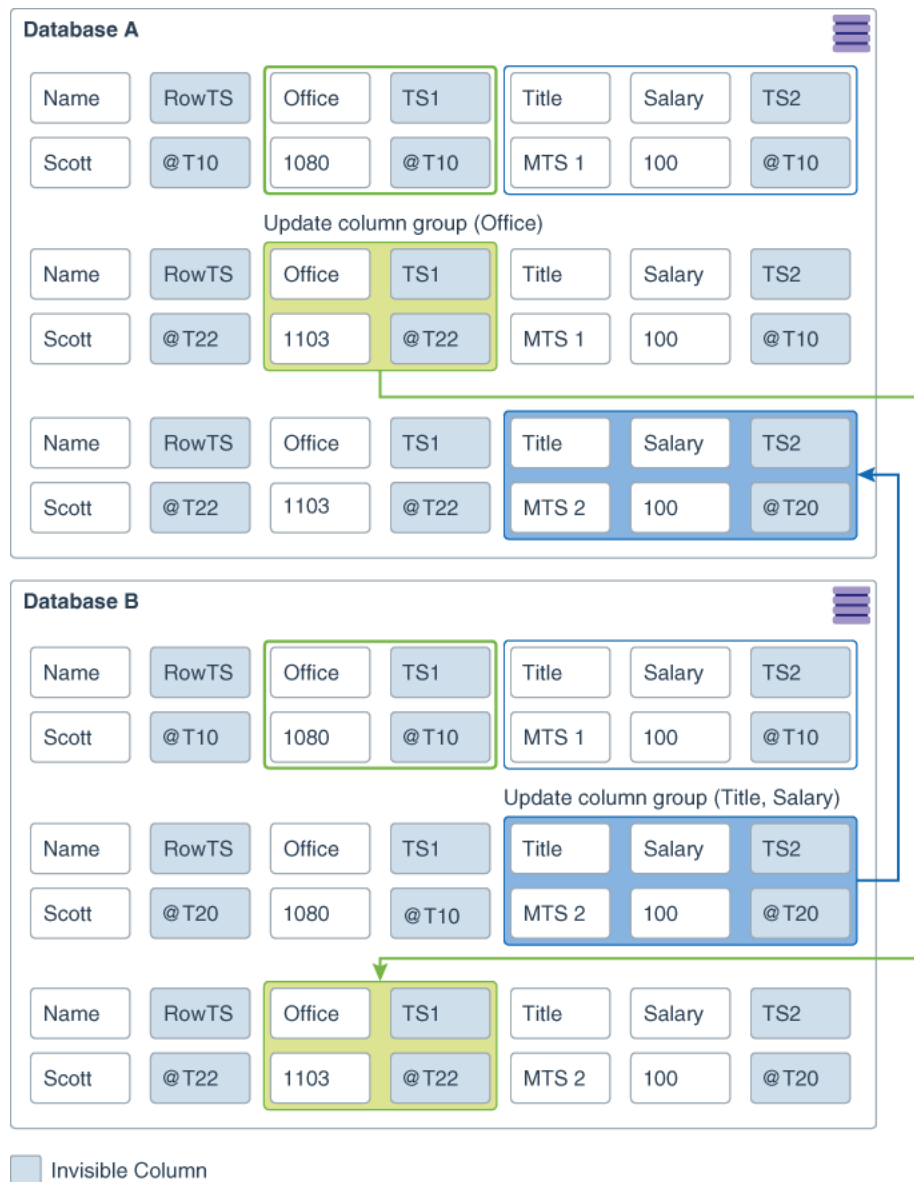 Database A
Name RowTS Office TS1 Title Salary TS2
Scott @T10 1080 @T10 MTS 1 100 @T10
Update column group (Office)
Name RowTS Office TS1 Title Salary TS2
Scott @T22 1103 @T22 MTS 1 100 @T10
Name RowTS Office TS1 Title Salary TS2
Scott @T22 1103 @T22 MTS 2 100 @T20
Database B
Name RowTS Office TS1 Title Salary TS2
Scott @T10 1080 @T10 MTS 1 100 @T10
Update column group (Title, Salary)
Name RowTS Office TS1 Title Salary TS2
Scott @T20 1080 @T10 MTS 2 100 @T20
Name RowTS Office TS1 Title Salary TS2
Scott @T22 1103 @T22 MTS 2 100 @T20
Invisible Column